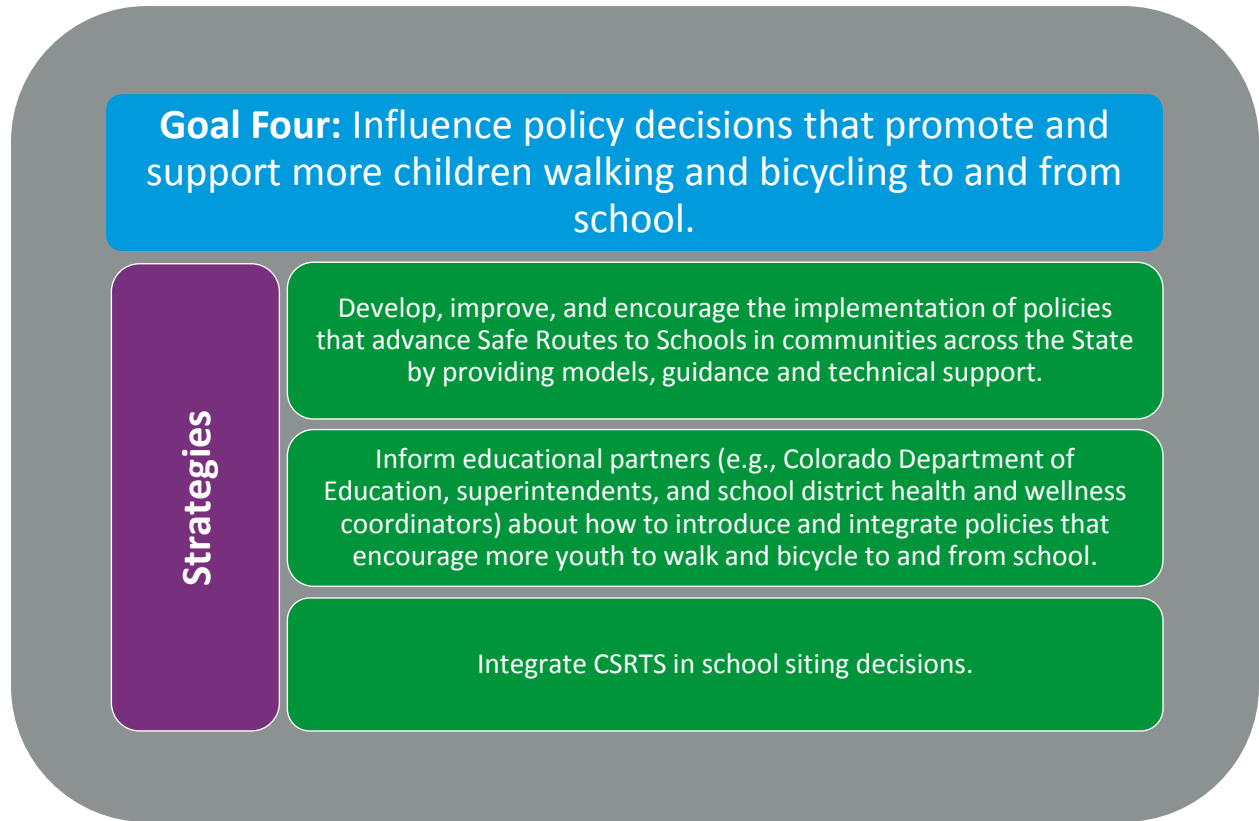 Goal Four: Influence policy decisions that promote and
support more children walking and bicycling to and from
school.
Strategies
Develop, improve, and encourage the implementation of policies
that advance Safe Routes to Schools in communities across the State
by providing models, guidance and technical support.
Inform educational partners (e.g., Colorado Department of
Education, superintendents, and school district health and wellness
coordinators) about how to introduce and integrate policies that
encourage more youth to walk and bicycle to and from school.
Integrate CSRTS in school siting decisions.